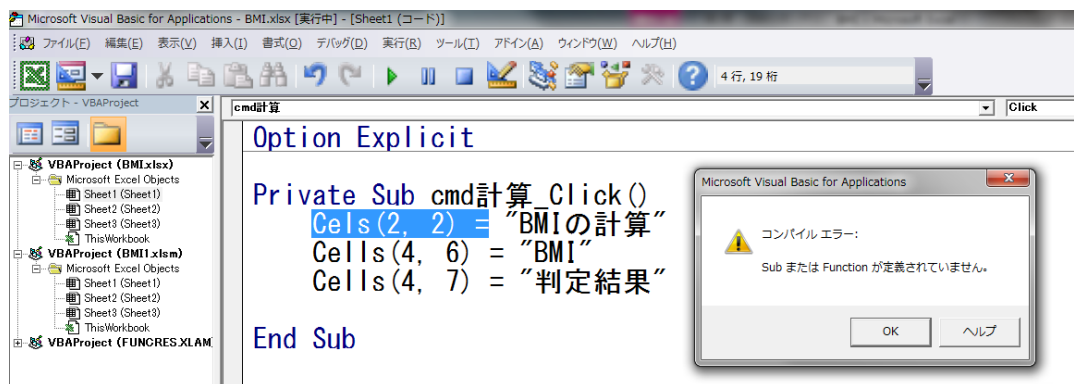 Microsoft Visual Basic for Applications - BMI.xlsx [実行中] - [Sheet1 (コード)]
ファイル(F) 編集(E) 表示(V) 挿入(I) 書式(O) デバッグ(D) 実行(R) ツール(T) アドイン(A) ウィンドウ(W) ヘルプ(H)
4 行, 19 桁
プロジェクト - VBAProject
cmd計算
Click
VBAProject (BMI.xlsx)
Microsoft Excel Objects
Sheet1 (Sheet1)
Sheet2 (Sheet2)
Sheet3 (Sheet3)
ThisWorkbook
VBAProject (BMI1.xlsm)
Microsoft Excel Objects
Sheet1 (Sheet1)
Sheet2 (Sheet2)
Sheet3 (Sheet3)
ThisWorkbook
VBAProject (FUNCRES.XLAM
Option Explicit
Private Sub cmd計算_Click()
Cels(2, 2) = "BMIの計算"
Cells(4, 6) = "BMI"
Cells(4, 7) = "判定結果"
End Sub
Microsoft Visual Basic for Applications
コンパイル エラー:
Sub または Function が定義されていません。
OK
ヘルプ